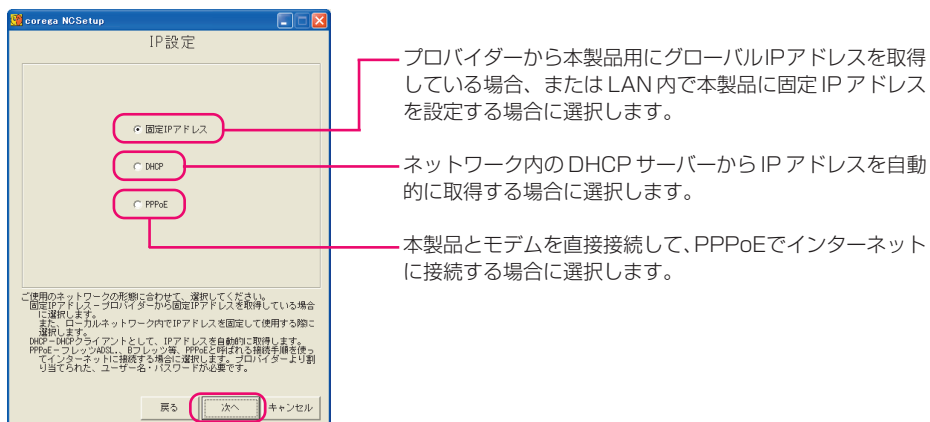 corega NCSetup
IP設定
固定IPアドレス
DHCP
PPPoE
プロバイダーから本製品用にグローバルIPアドレスを取得
している場合、または LAN 内で本製品に固定 IP アドレス
を設定する場合に選択します。
ネットワーク内の DHCP サーバーから IP アドレスを自動
的に取得する場合に選択します。
本製品とモデムを直接接続して、PPPoEでインターネット
に接続する場合に選択します。
ご使用のネットワークの形態に合わせて、選択してください。
固定IPアドレス－プロバイダーから固定IPアドレスを取得している場合
に選択します。
また、ローカルネットワーク内でIPアドレスを固定して使用する際に
選択します。
DHCP－DHCPクライアントとして、IPアドレスを自動的に取得します。
PPPoE－フレッツADSL、Bフレッツ等、PPPoEと呼ばれる接続手順を使っ
てインターネットに接続する場合に選択します。プロバイダーより割
り当てられた、ユーザー名・パスワードが必要です。
戻る
次へ
キャンセル